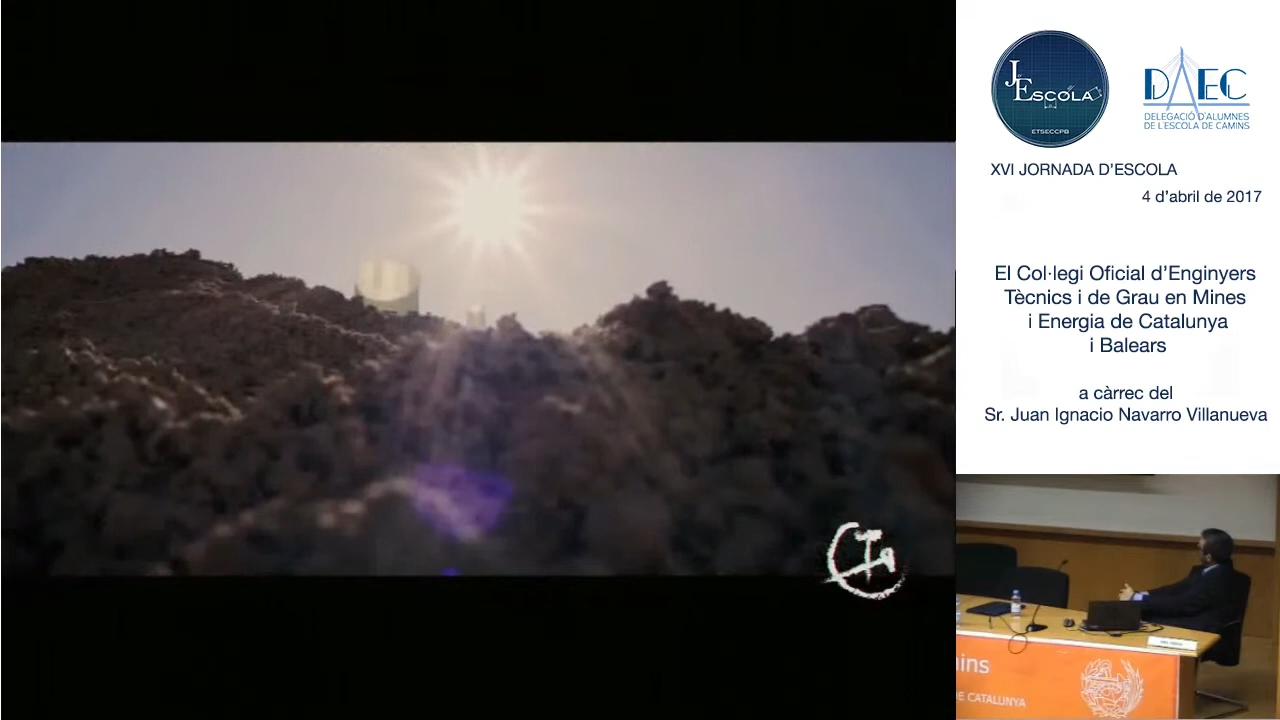 J
ESCOLA
ETSECCPB
DAEC
DELEGACIÓ D'ALUMNES
DE L'ESCOLA DE CAMINS
XVI JORNADA D'ESCOLA
4 d'abril de 2017
El Col·legi Oficial d'Enginyers
Tècnics i de Grau en Mines
i Energia de Catalunya
i Balears
a càrrec del
Sr. Juan Ignacio Navarro Villanueva
ins
DE CATALUNYA